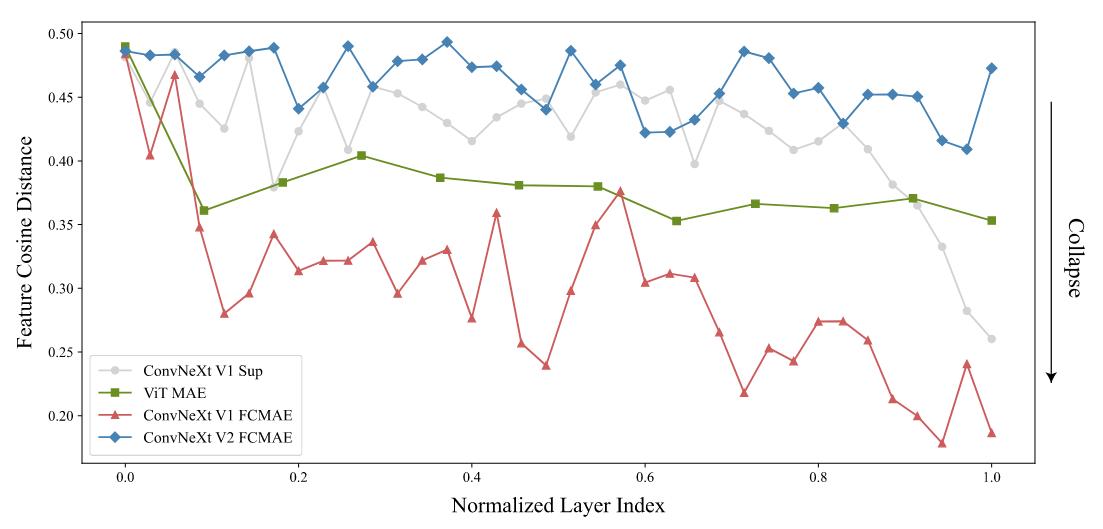 0.50
0.45
0.40
0.35
0.30
0.25
0.20
Feature Cosine Distance
ConvNeXt V1 Sup
ViT MAE
ConvNeXt V1 FCMAE
ConvNeXt V2 FCMAE
0.0 0.2 0.4 0.6 0.8 1.0
Normalized Layer Index
Collapse